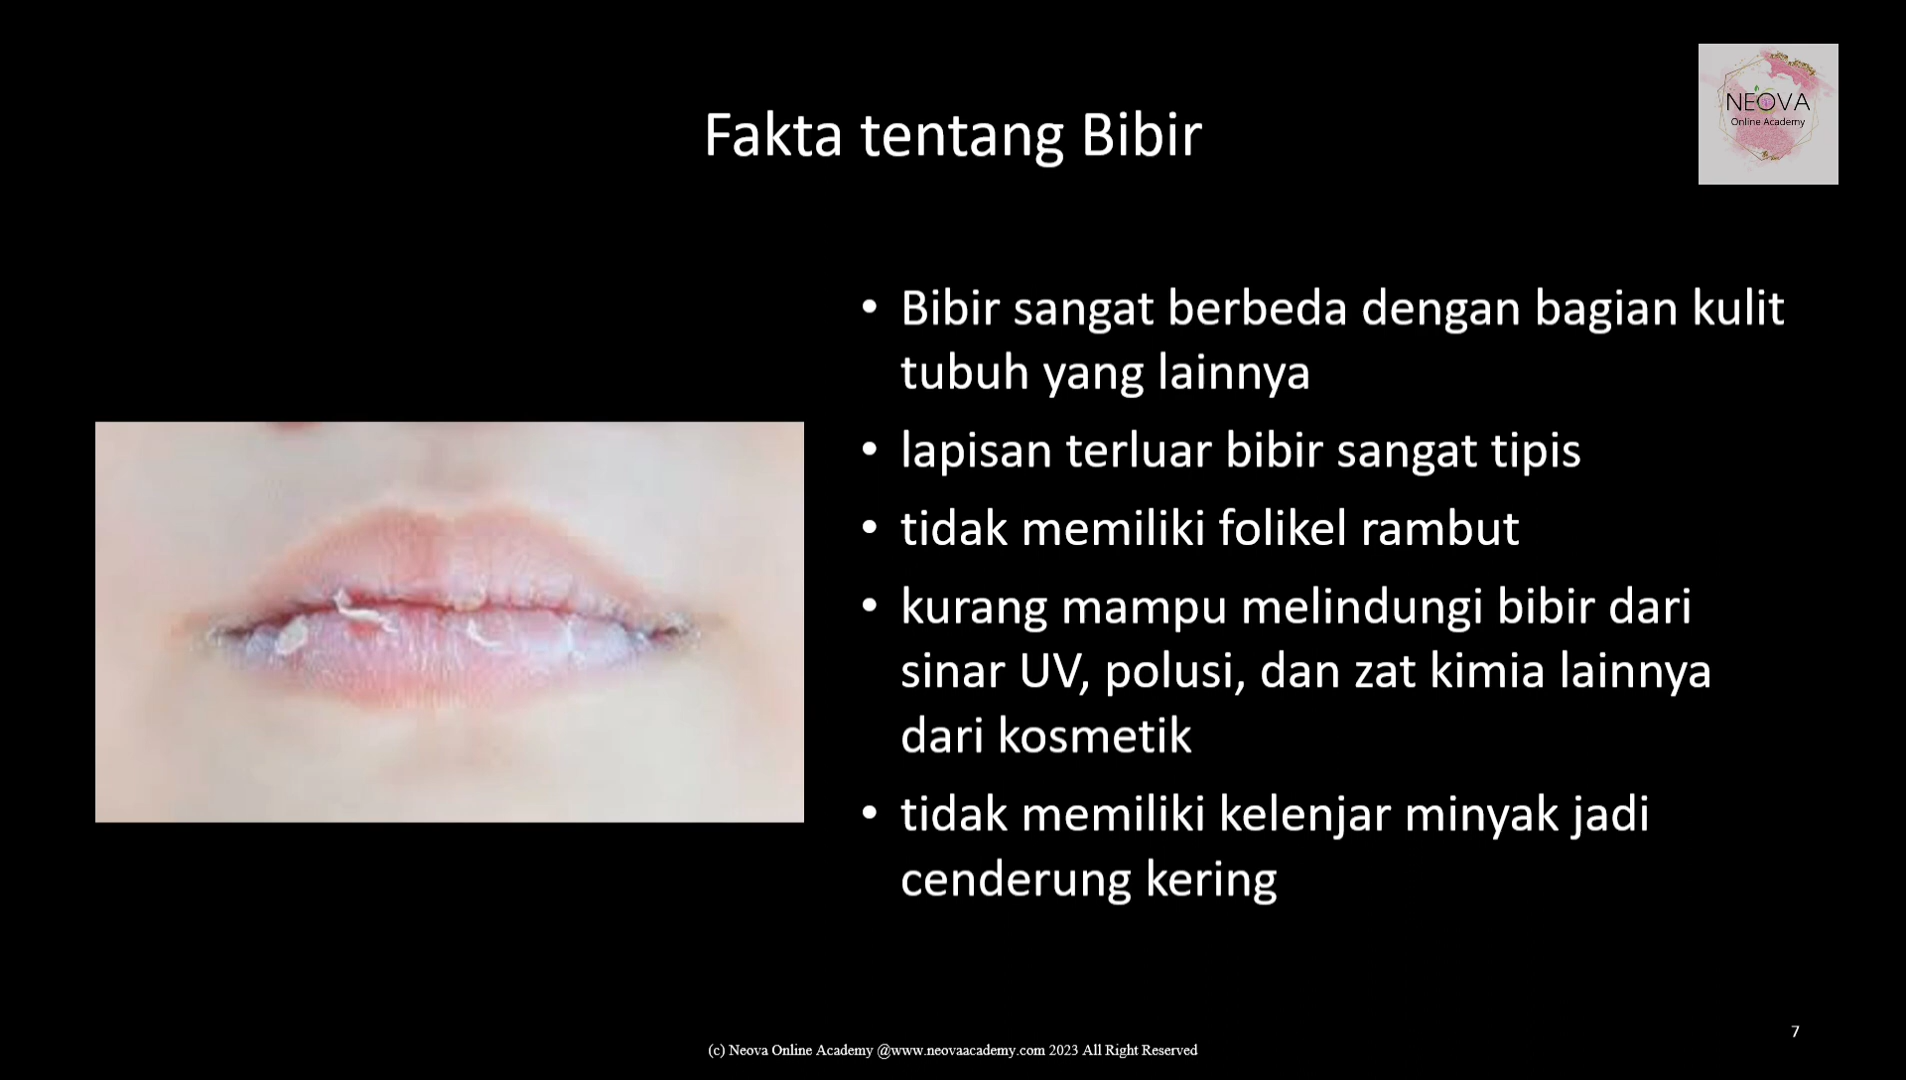 NEOVA
Online Academy
Fakta tentang Bibir
• Bibir sangat berbeda dengan bagian kulit
tubuh yang lainnya
• lapisan terluar bibir sangat tipis
• tidak memiliki folikel rambut
• kurang mampu melindungi bibir dari
sinar UV, polusi, dan zat kimia lainnya
dari kosmetik
• tidak memiliki kelenjar minyak jadi
cenderung kering
7
(c) Neova Online Academy @www.neovaacademy.com 2023 All Right Reserved